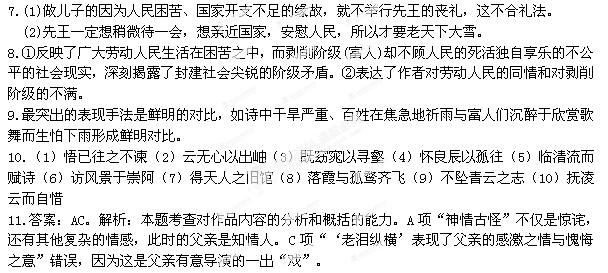 7.(1)做儿子的因为人民困苦、国家开支不足的缘故，就不举行先王的丧礼，这不合礼法。
(2)先王一定想稍微待一会，想亲近国家，安慰人民，所以才要老天下大雪。
8.①反映了广大劳动人民生活在困苦之中，而剥削阶级(富人)却不顾人民的死活独自享乐的不公
平的社会现实，深刻揭露了封建社会尖锐的阶级矛盾。②表达了作者对劳动人民的同情和对剥削
阶级的不满。
9.最突出的表现手法是鲜明的对比，如诗中干旱严重、百姓在焦急地祈雨与富人们沉醉于欣赏歌
舞而生怕下雨形成鲜明对比。
10.（1）悟已往之不谏（2）云无心以出岫（3）既窈窕以寻壑（4）怀良辰以孤往（5）临清流而
赋诗（6）访风景于崇阿（7）得天人之旧馆（8）落霞与孤鹜齐飞（9）不坠青云之志（10）抚凌
云而自惜
11.答案：AC。解析：本题考查对作品内容的分析和概括的能力。A项“神情古怪”不仅是惊诧，
还有其他复杂的情感，此时的父亲是知情人。C项“‘老泪纵横’表现了父亲的感激之情与愧悔
之意”错误，因为这是父亲有意导演的一出“戏”。